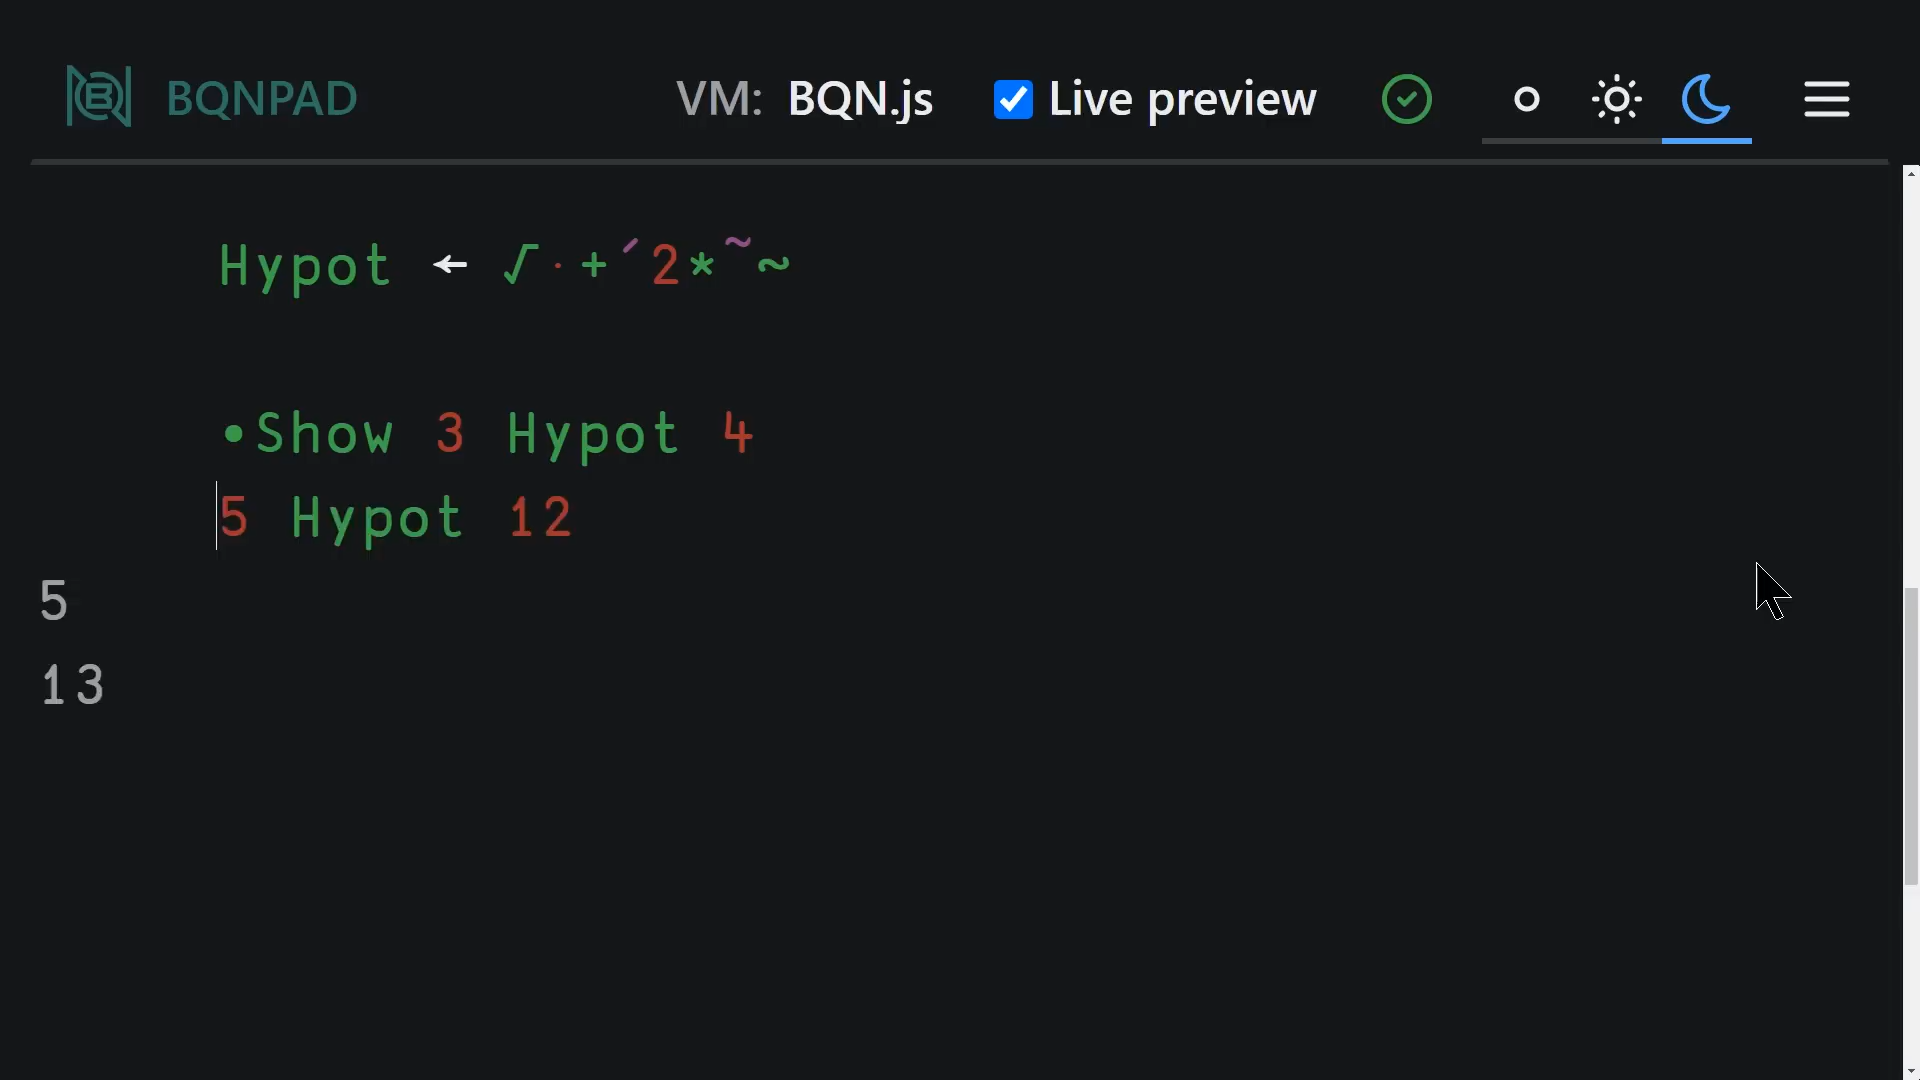 BQNPAD VM: BQN.js Live preview
Hypot ← √·+´2⋆˜∾
•Show 3 Hypot 4
5 Hypot 12
5
13